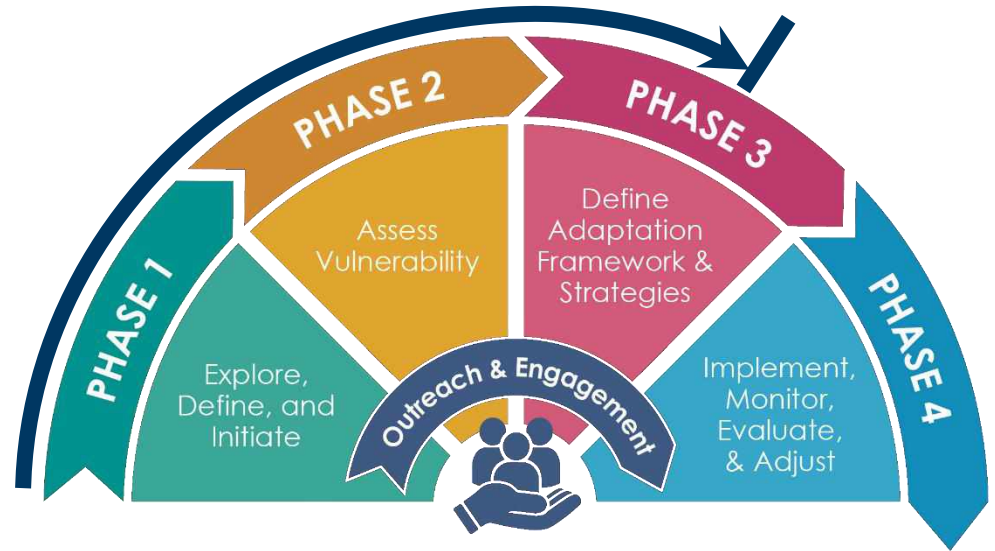 PHASE 1
Explore,
Define, and
Initiate
PHASE 2
Assess
Vulnerability
PHASE 3
Define
Adaptation
Framework &
Strategies
PHASE 4
Implement,
Monitor,
Evaluate,
& Adjust
Outreach & Engagement